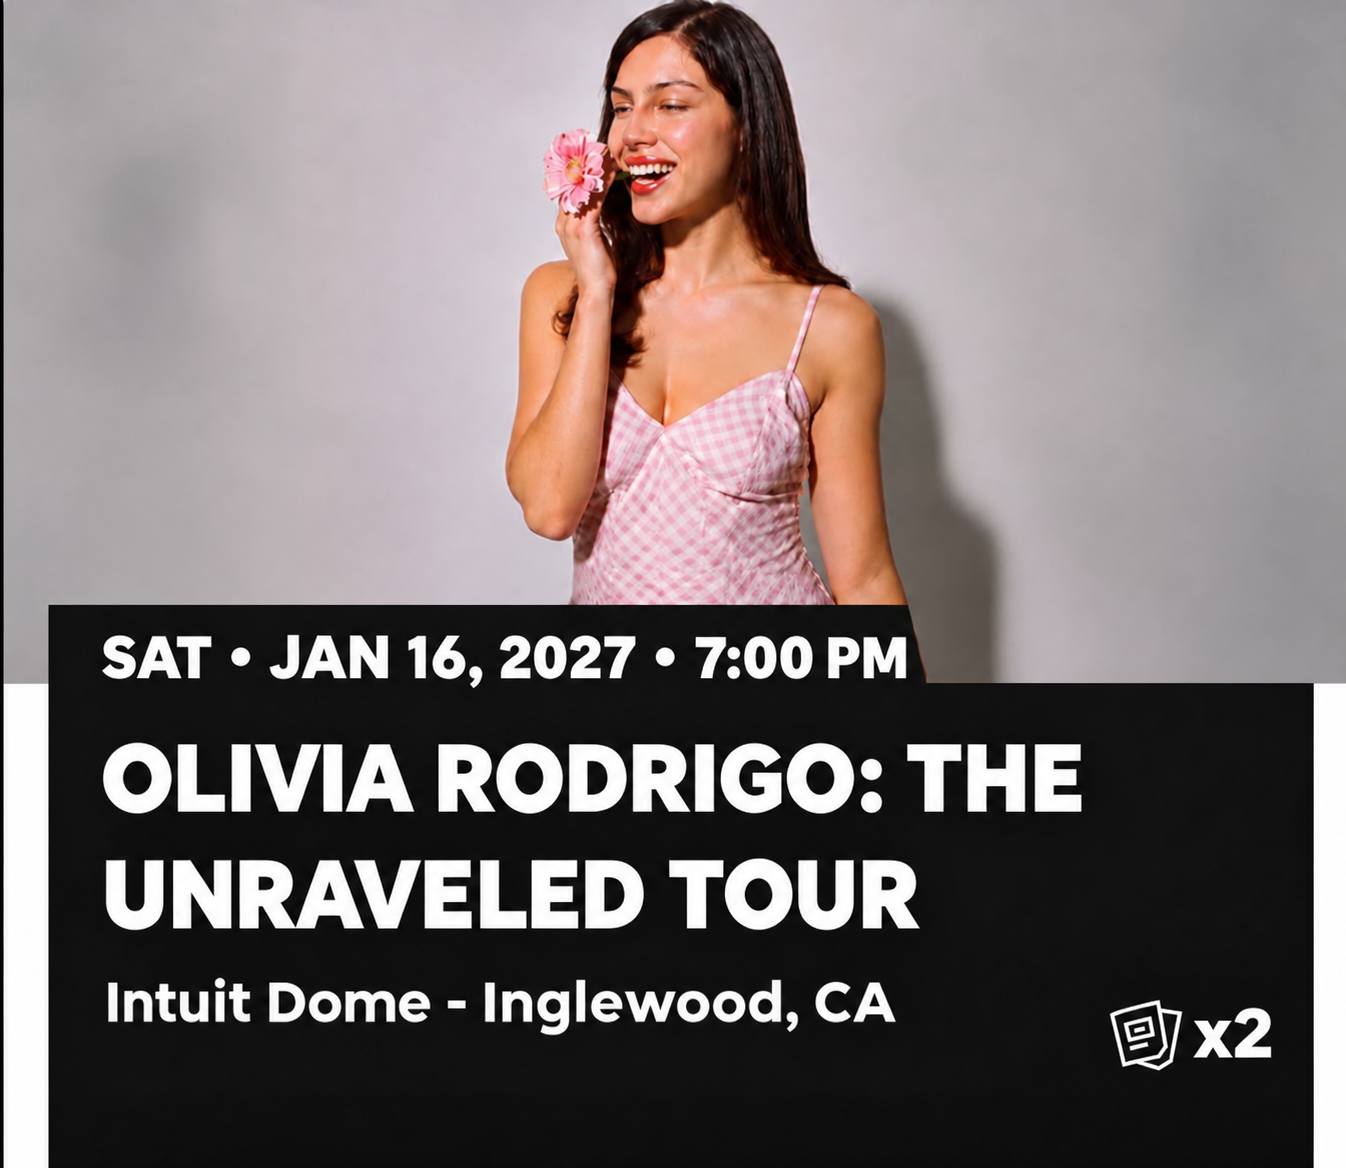 SAT • JAN 16, 2027 • 7:00 PM
OLIVIA RODRIGO: THE
UNRAVELED TOUR
Intuit Dome - Inglewood, CA
x2